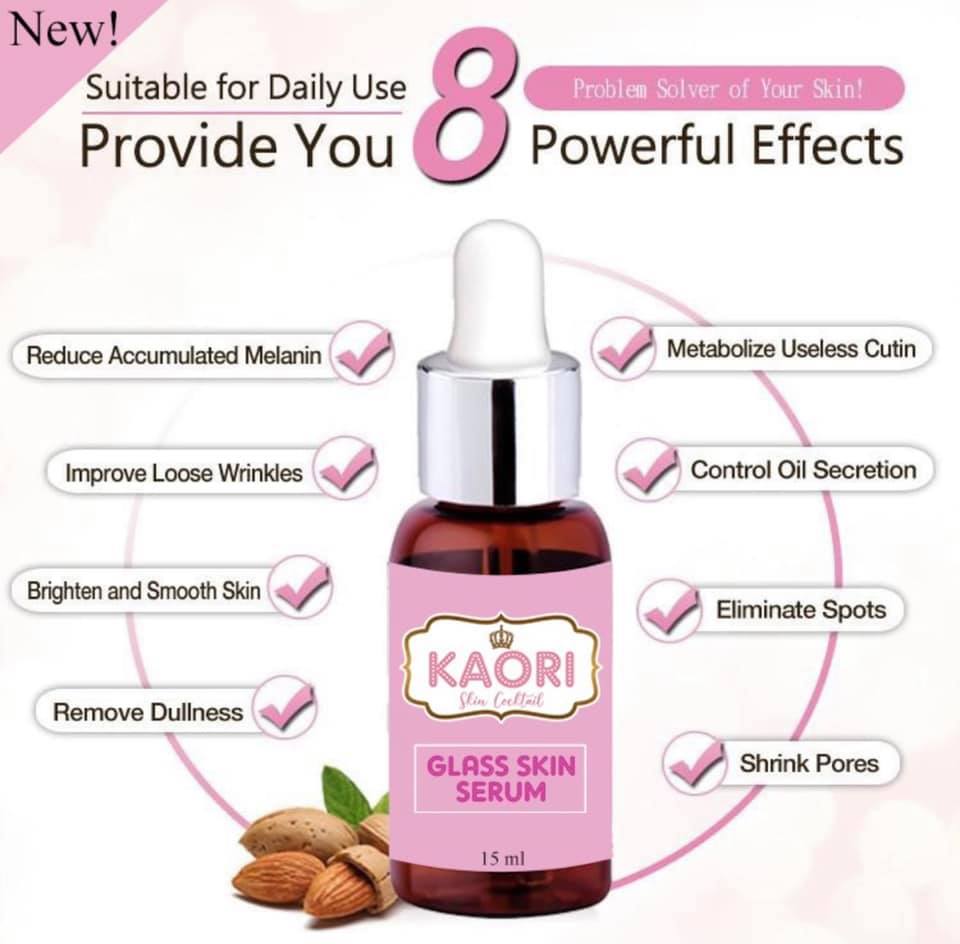 New!
Suitable for Daily Use
Provide You
8
Problem Solver of Your Skin!
Powerful Effects
Reduce Accumulated Melanin
Improve Loose Wrinkles
Brighten and Smooth Skin
Remove Dullness
Metabolize Useless Cutin
Control Oil Secretion
Eliminate Spots
Shrink Pores
KAORI
Skin Cocktail
GLASS SKIN
SERUM
15 ml